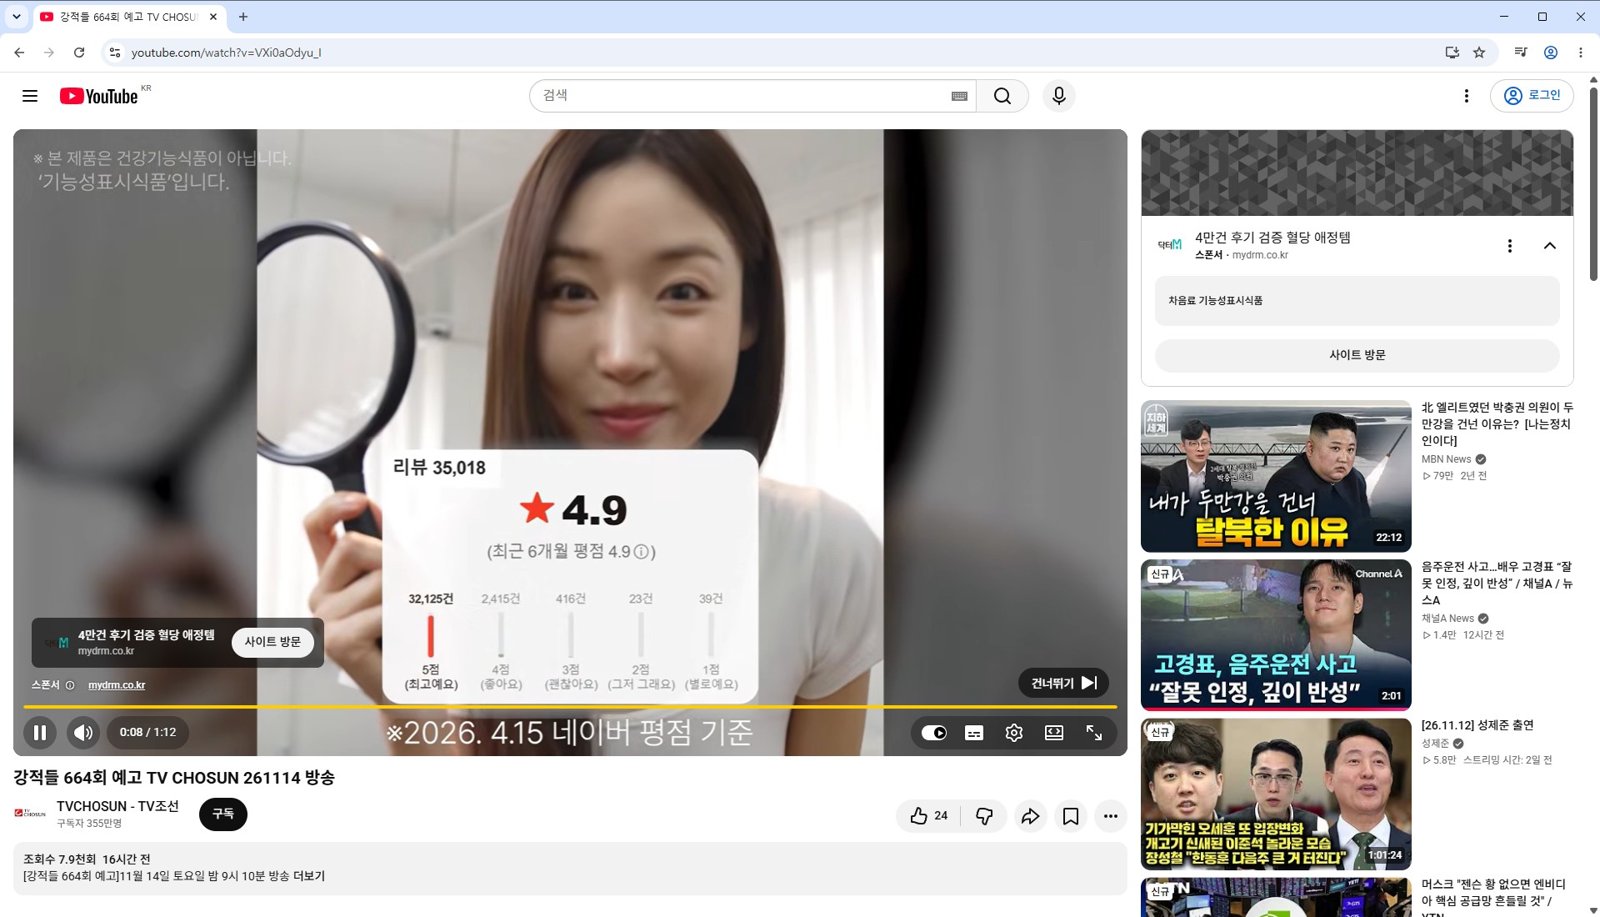 강적들 664회 예고 TV CHOSU
youtube.com/watch?v=VXi0aOdyu_I
YouTube KR
검색
로그인
※ 본 제품은 건강기능식품이 아닙니다.
‘기능성표시식품’입니다.
리뷰 35,018
4.9
(최근 6개월 평점 4.9)
32,125건 2,415건 416건 23건 39건
5점 4점 3점 2점 1점
(최고예요) (좋아요) (괜찮아요) (그저 그래요) (별로예요)
4만건 후기 검증 혈당 애정템
mydrm.co.kr
사이트 방문
스폰서 mydrm.co.kr
건너뛰기
0:08 / 1:12
※2026. 4.15 네이버 평점 기준
강적들 664회 예고 TV CHOSUN 261114 방송
TVCHOSUN - TV조선
구독자 355만명
구독
24
조회수 7.9천회 16시간 전
[강적들 664회 예고]11월 14일 토요일 밤 9시 10분 방송 더보기
닥터M
4만건 후기 검증 혈당 애정템
스폰서 · mydrm.co.kr
차음료 기능성표시식품
사이트 방문
지하
세계
박충권 의원
내가 두만강을 건너
탈북한 이유
22:12
北 엘리트였던 박충권 의원이 두
만강을 건넌 이유는? [나는정치
인이다]
MBN News
79만 2년 전
신규
Channel A
고경표, 음주운전 사고
“잘못 인정, 깊이 반성”
2:01
음주운전 사고...배우 고경표 “잘
못 인정, 깊이 반성” / 채널A / 뉴
스A
채널A News
1.4만 12시간 전
신규
기가막힌 오세훈 또 입장변화
개고기 신새된 이준석 놀라운 모습
장성철 "한동훈 다음주 큰 거 터진다"
1:01:24
[26.11.12] 성제준 출연
성제준
5.8만 스트리밍 시간: 2일 전
신규
머스크 "젠슨 황 없으면 엔비디
아 핵심 공급망 흔들릴 것" /
YTN